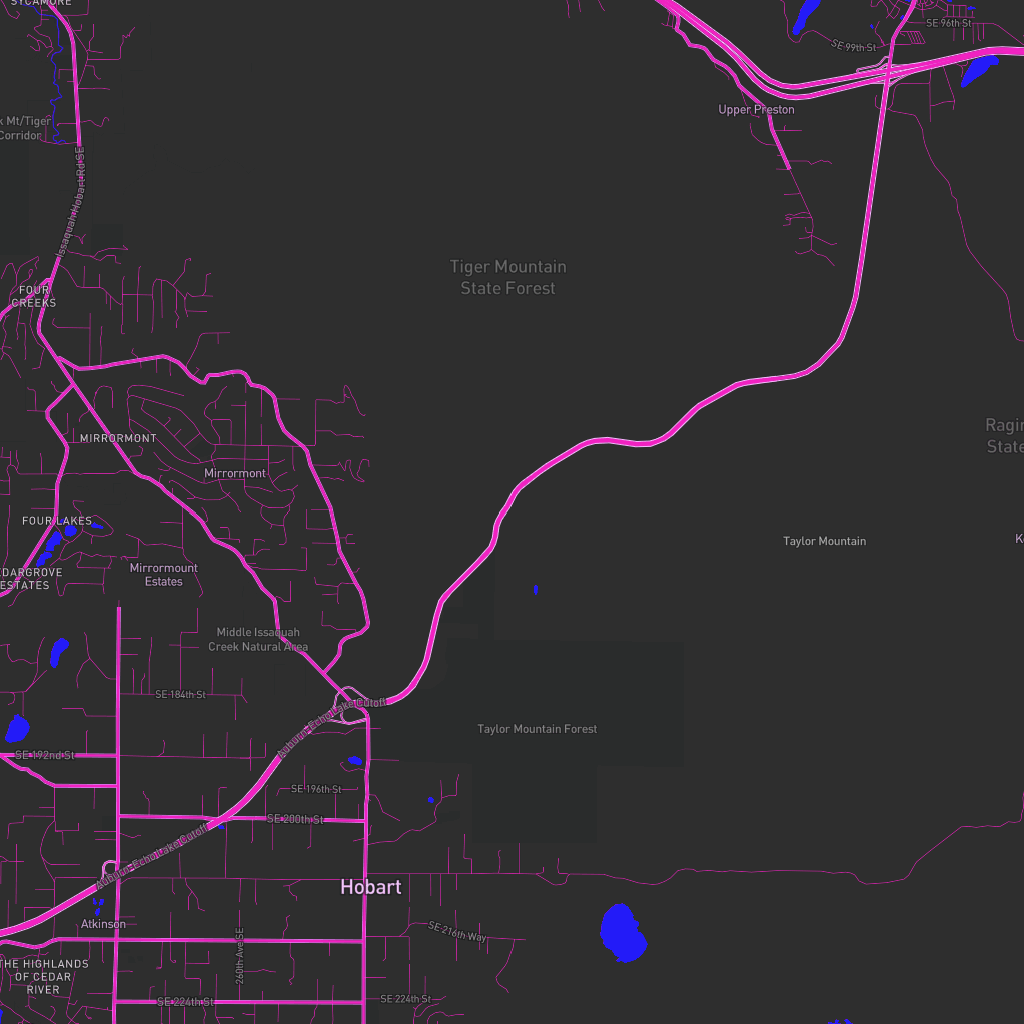 SYCAMORE
SE 96th St
SE 99th St
Upper Preston
k Mt/Tiger
Corridor
Issaquah-Hobart Rd SE
Tiger Mountain
State Forest
FOUR
CREEKS
MIRRORMONT
Mirrormont
Ragin
State
FOUR LAKES
Taylor Mountain
K
EDARGROVE
ESTATES
Mirrormount
Estates
Middle Issaquah
Creek Natural Area
SE 184th St
Auburn-Echo Lake Cutoff
Taylor Mountain Forest
SE 192nd St
SE 196th St
SE 200th St
Auburn-Echo Lake Cutoff
Hobart
Atkinson
SE 216th Way
260th Ave SE
THE HIGHLANDS
OF CEDAR
RIVER
SE 224th St
SE 224th St